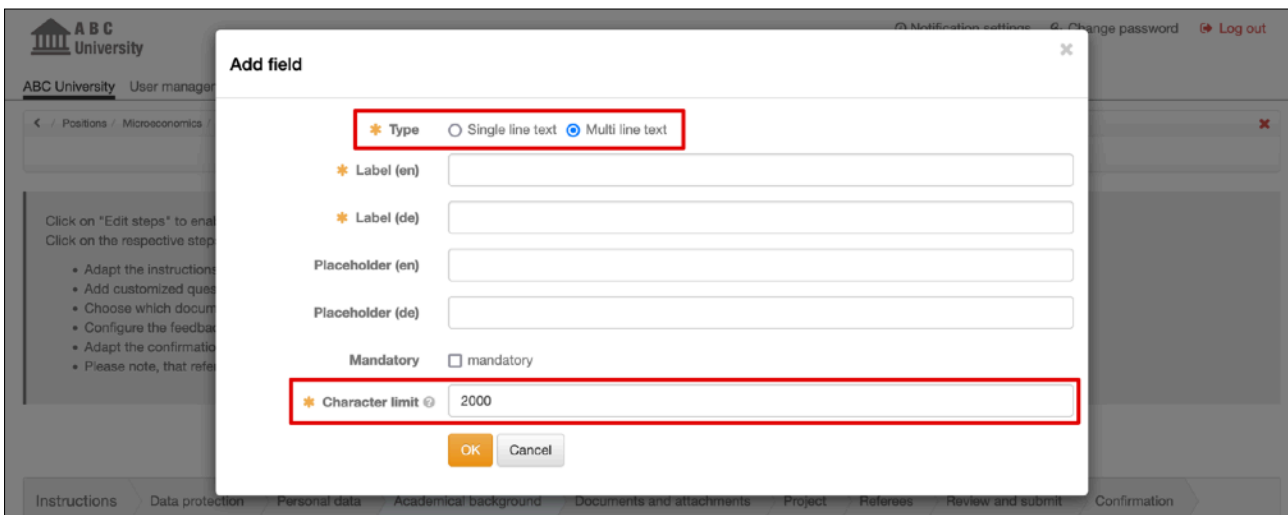 A B C
University
Notification settings Change password Log out
Add field
ABC University User manager
/ Positions / Microeconomics /
Type Single line text Multi line text
Label (en)
Label (de)
Placeholder (en)
Placeholder (de)
Mandatory mandatory
Character limit 2000
OK Cancel
Click on "Edit steps" to enal
Click on the respective step
• Adapt the instructions
• Add customized ques
• Choose which docum
• Configure the feedbac
• Adapt the confirmatio
• Please note, that refe
Instructions Data protection Personal data Academical background Documents and attachments Project Referees Review and submit Confirmation